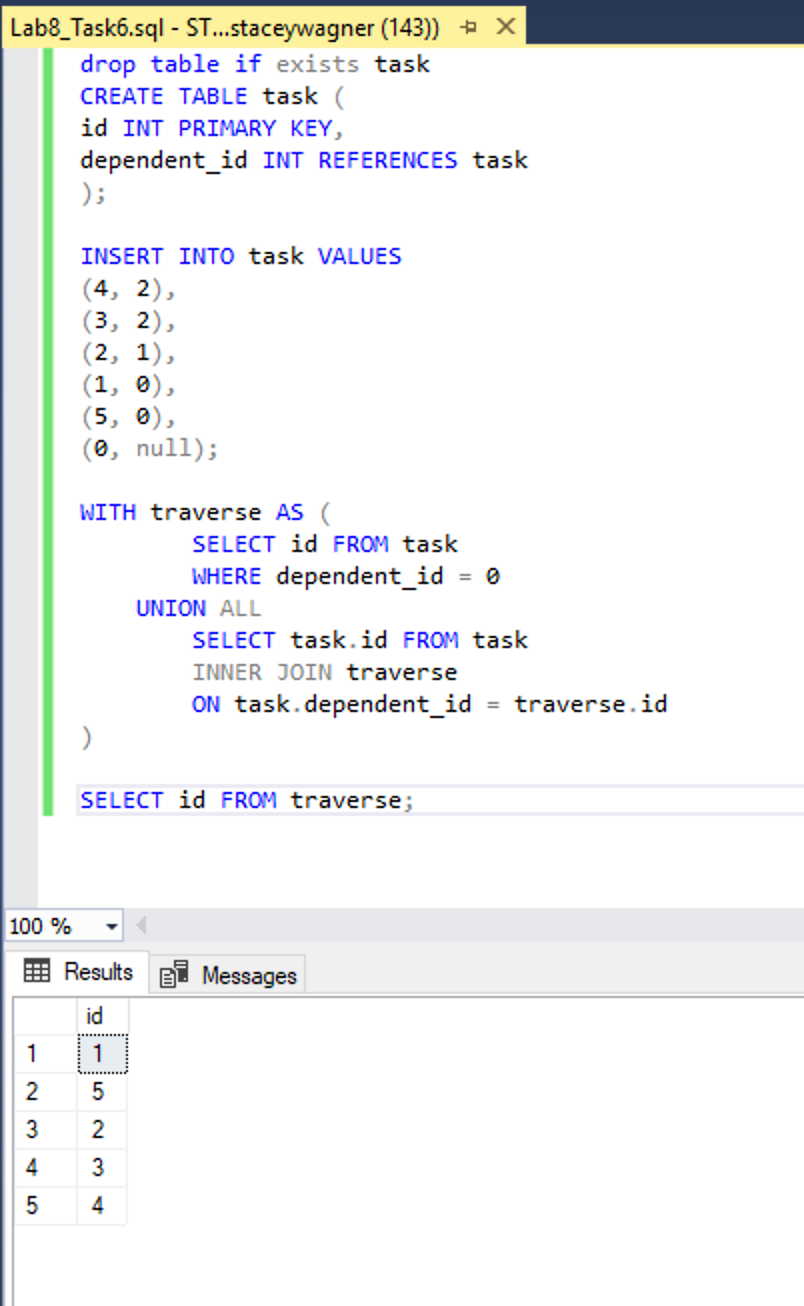 Lab8_Task6.sql - ST...staceywagner (143))
drop table if exists task
CREATE TABLE task (
id INT PRIMARY KEY,
dependent_id INT REFERENCES task
);
INSERT INTO task VALUES
(4, 2),
(3, 2),
(2, 1),
(1, 0),
(5, 0),
(0, null);
WITH traverse AS (
SELECT id FROM task
WHERE dependent_id = 0
UNION ALL
SELECT task.id FROM task
INNER JOIN traverse
ON task.dependent_id = traverse.id
)
SELECT id FROM traverse;
100 %
Results Messages
id
1 1
2 5
3 2
4 3
5 4